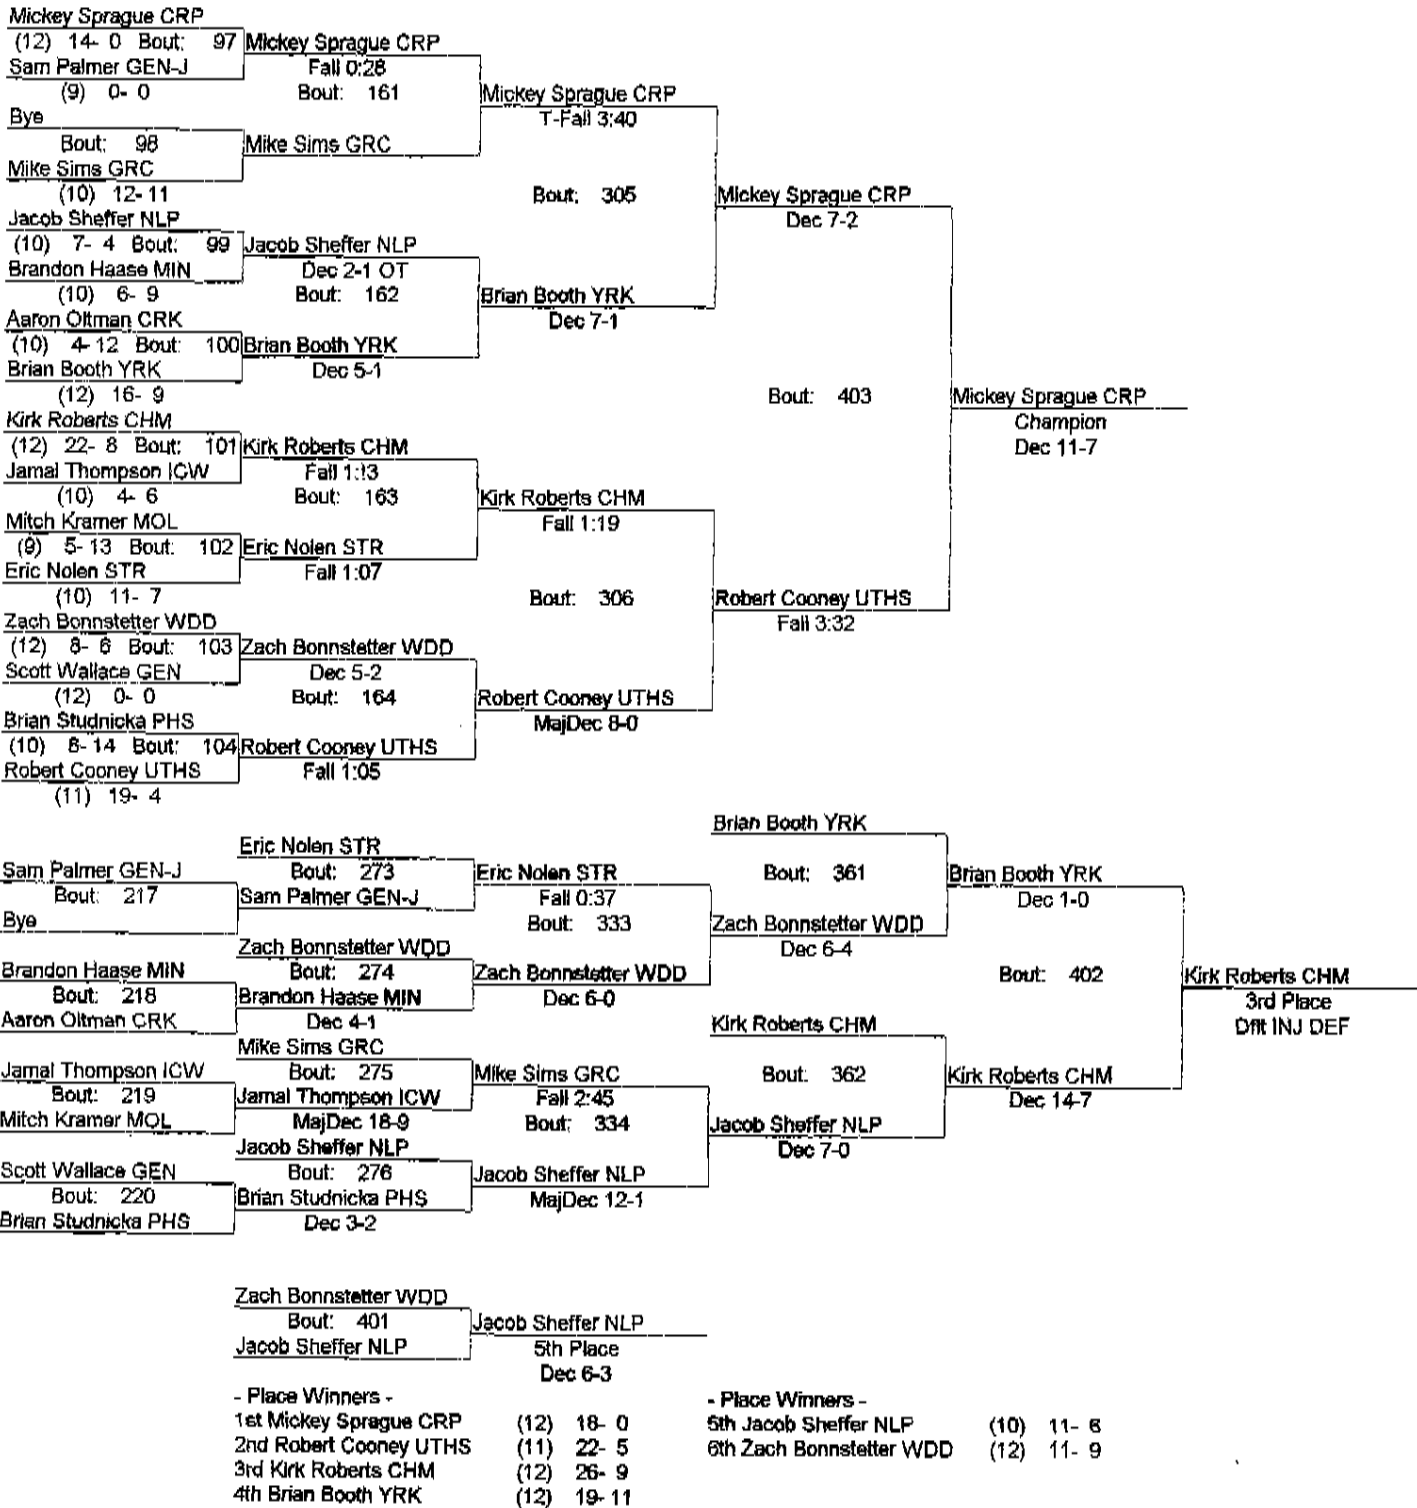 Mickey Sprague CRP
(12) 14- 0 Bout: 97 Mickey Sprague CRP
Sam Palmer GEN-J Fall 0:28
(9) 0- 0 Bout: 161 Mickey Sprague CRP
Bye T-Fall 3:40
Bout: 98 Mike Sims GRC
Mike Sims GRC
(10) 12- 11 Bout: 305 Mickey Sprague CRP
Jacob Sheffer NLP Dec 7-2
(10) 7- 4 Bout: 99 Jacob Sheffer NLP
Brandon Haase MIN Dec 2-1 OT
(10) 6- 9 Bout: 162 Brian Booth YRK
Aaron Oltman CRK Dec 7-1
(10) 4-12 Bout: 100 Brian Booth YRK
Brian Booth YRK Dec 5-1
(12) 16- 9 Bout: 403 Mickey Sprague CRP
Kirk Roberts CHM Champion
(12) 22- 8 Bout: 101 Kirk Roberts CHM Dec 11-7
Jamal Thompson ICW Fall 1:13
(10) 4- 6 Bout: 163 Kirk Roberts CHM
Mitch Kramer MOL Fall 1:19
(9) 5- 13 Bout: 102 Eric Nolen STR
Eric Nolen STR Fall 1:07
(10) 11- 7 Bout: 306 Robert Cooney UTHS
Zach Bonnstetter WDD Fall 3:32
(12) 8- 6 Bout: 103 Zach Bonnstetter WDD
Scott Wallace GEN Dec 5-2
(12) 0- 0 Bout: 164 Robert Cooney UTHS
Brian Studnicka PHS MajDec 8-0
(10) 8- 14 Bout: 104 Robert Cooney UTHS
Robert Cooney UTHS Fall 1:05
(11) 19- 4
Brian Booth YRK
Eric Nolen STR
Sam Palmer GEN-J Bout: 273 Eric Nolen STR Bout: 361 Brian Booth YRK
Bout: 217 Sam Palmer GEN-J Fall 0:37 Dec 1-0
Bye Bout: 333 Zach Bonnstetter WDD
Zach Bonnstetter WDD Dec 6-4
Brandon Haase MIN Bout: 274 Zach Bonnstetter WDD Bout: 402 Kirk Roberts CHM
Bout: 218 Brandon Haase MIN Dec 6-0 3rd Place
Aaron Oltman CRK Dec 4-1 Kirk Roberts CHM Dflt INJ DEF
Mike Sims GRC
Jamal Thompson ICW Bout: 275 Mike Sims GRC Bout: 362 Kirk Roberts CHM
Bout: 219 Jamal Thompson ICW Fall 2:45 Dec 14-7
Mitch Kramer MOL MajDec 18-9 Bout: 334 Jacob Sheffer NLP
Jacob Sheffer NLP Dec 7-0
Scott Wallace GEN Bout: 276 Jacob Sheffer NLP
Bout: 220 Brian Studnicka PHS MajDec 12-1
Brian Studnicka PHS Dec 3-2
Zach Bonnstetter WDD
Bout: 401 Jacob Sheffer NLP
Jacob Sheffer NLP 5th Place
Dec 6-3
- Place Winners - - Place Winners -
1st Mickey Sprague CRP (12) 18- 0 5th Jacob Sheffer NLP (10) 11- 6
2nd Robert Cooney UTHS (11) 22- 5 6th Zach Bonnstetter WDD (12) 11- 9
3rd Kirk Roberts CHM (12) 26- 9
4th Brian Booth YRK (12) 19- 11